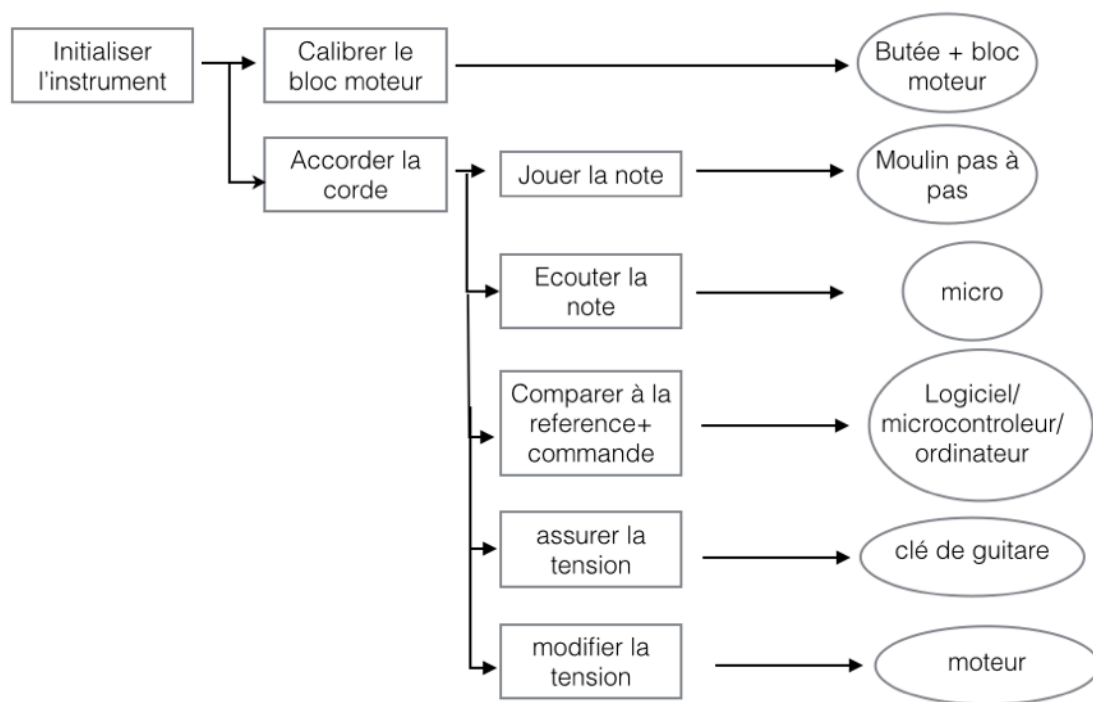 Initialiser
l'instrument
Calibrer le
bloc moteur
Butée + bloc
moteur
Accorder la
corde
Jouer la note
Moulin pas à
pas
Ecouter la
note
micro
Comparer à la
reference+
commande
Logiciel/
microcontroleur/
ordinateur
assurer la
tension
clé de guitare
modifier la
tension
moteur